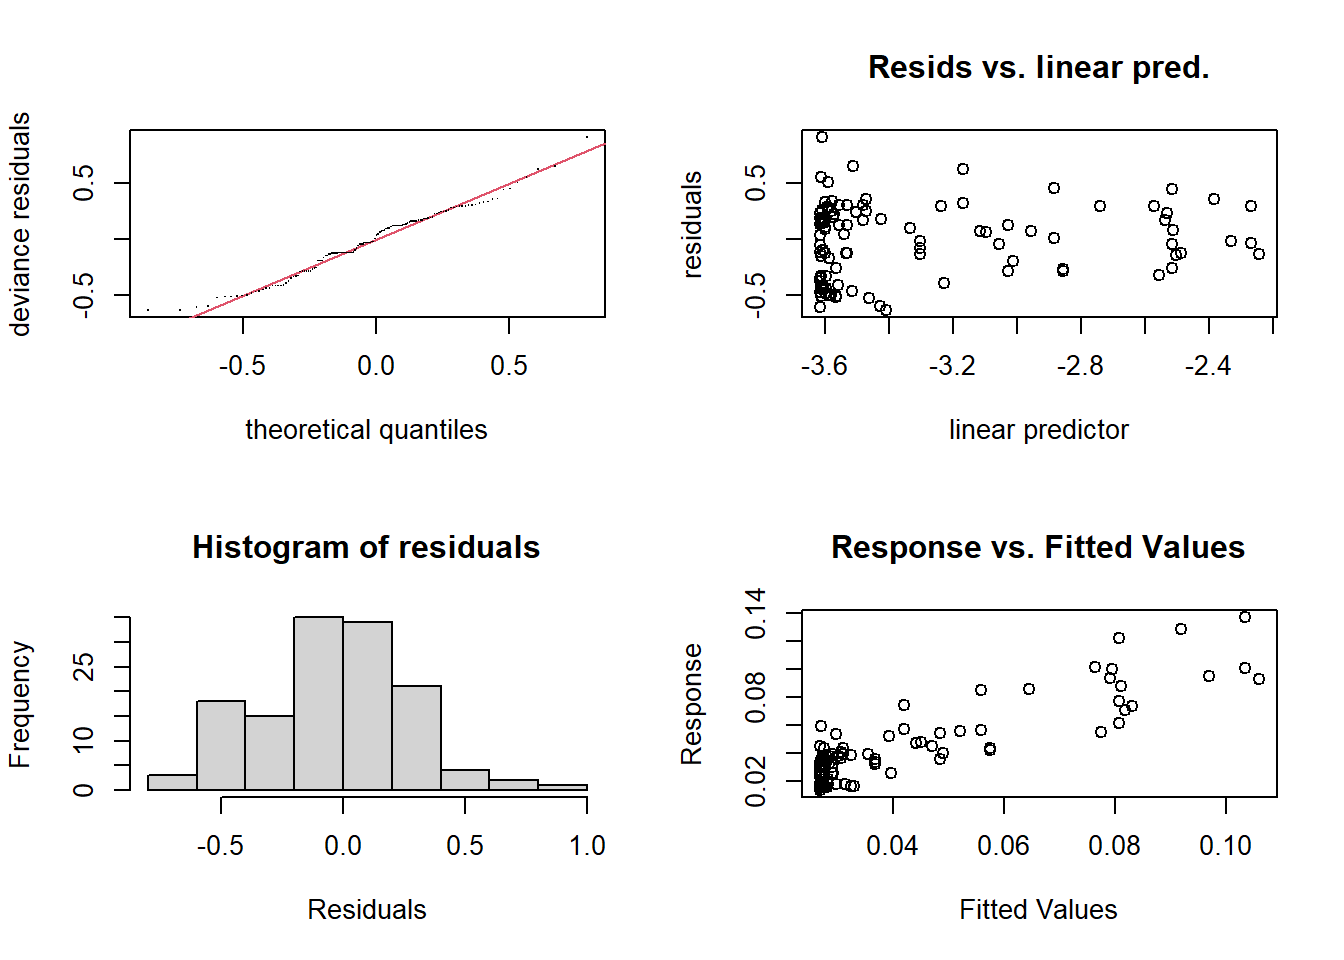 deviance residuals
0.5
-0.5
-0.5 0.0 0.5
theoretical quantiles
Resids vs. linear pred.
residuals
0.5
-0.5
-3.6 -3.2 -2.8 -2.4
linear predictor
Histogram of residuals
Frequency
25
10
0
-0.5 0.0 0.5 1.0
Residuals
Response vs. Fitted Values
Response
0.14
0.08
0.02
0.04 0.06 0.08 0.10
Fitted Values